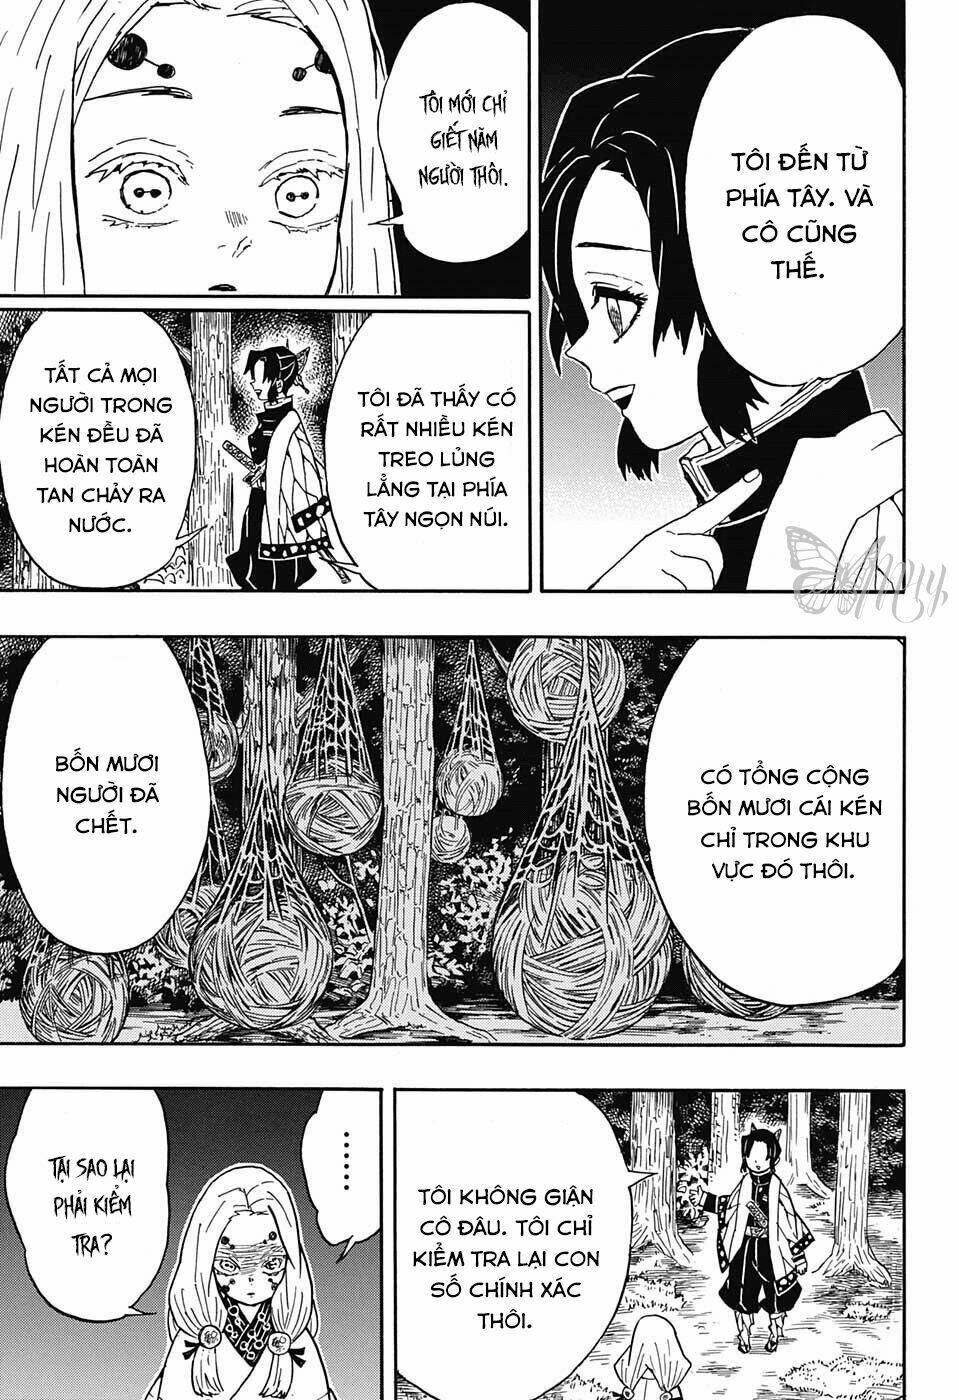 TÔI ĐẾN TỪ
PHÍA TÂY. VÀ
CÔ CŨNG
THẾ.
TÔI MỚI CHỈ
GIẾT NĂM
NGƯỜI THÔI.
TÔI ĐÃ THẤY CÓ
RẤT NHIỀU KÉN
TREO LỦNG
LẲNG TẠI PHÍA
TÂY NGỌN NÚI.
TẤT CẢ MỌI
NGƯỜI TRONG
KÉN ĐỀU ĐÃ
HOÀN TOÀN
TAN CHẢY RA
NƯỚC.
CÓ TỔNG CỘNG
BỐN MƯƠI CÁI KÉN
CHỈ TRONG KHU
VỰC ĐÓ THÔI.
BỐN MƯƠI
NGƯỜI ĐÃ
CHẾT.
TÔI KHÔNG GIẬN
CÔ ĐÂU. TÔI CHỈ
KIỂM TRA LẠI CON
SỐ CHÍNH XÁC
THÔI.
......
TẠI SAO LẠI
PHẢI KIỂM
TRA?